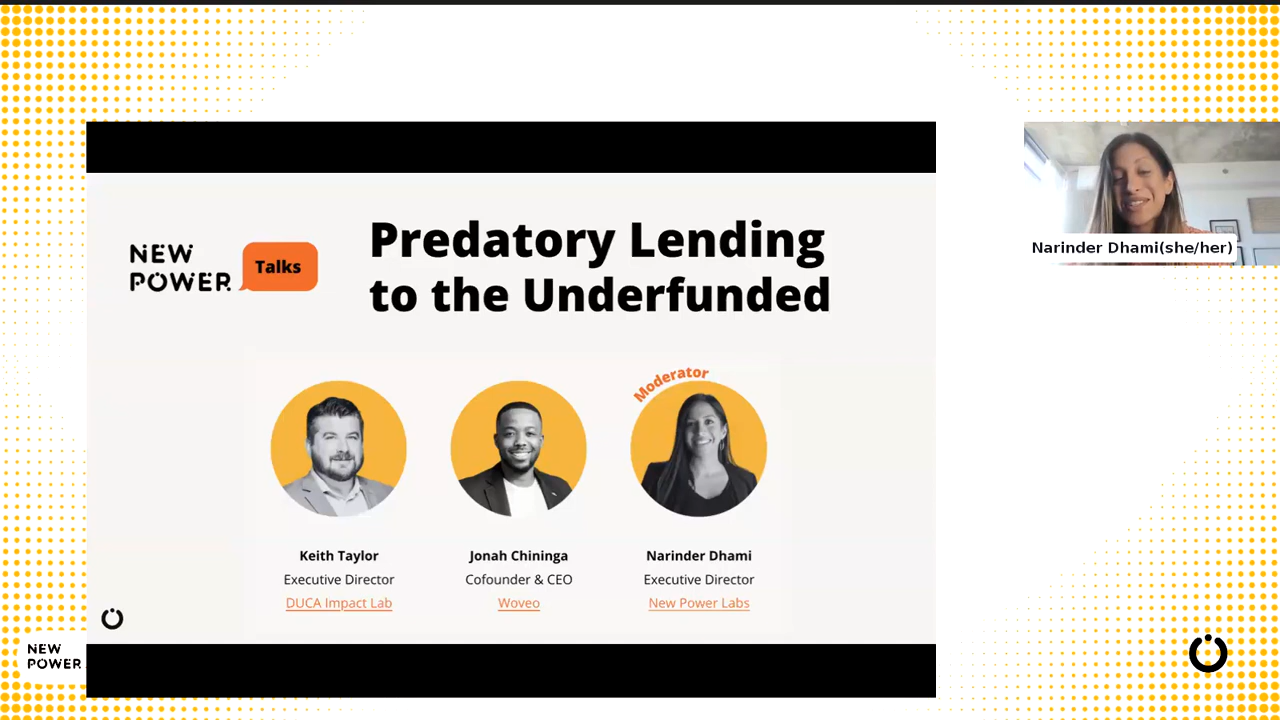 NEW
POWER
Talks
Predatory Lending
to the Underfunded
Moderator
Keith Taylor
Executive Director
DUCA Impact Lab
Jonah Chininga
Cofounder & CEO
Woveo
Narinder Dhami
Executive Director
New Power Labs
Narinder Dhami(she/her)
NEW
POWER